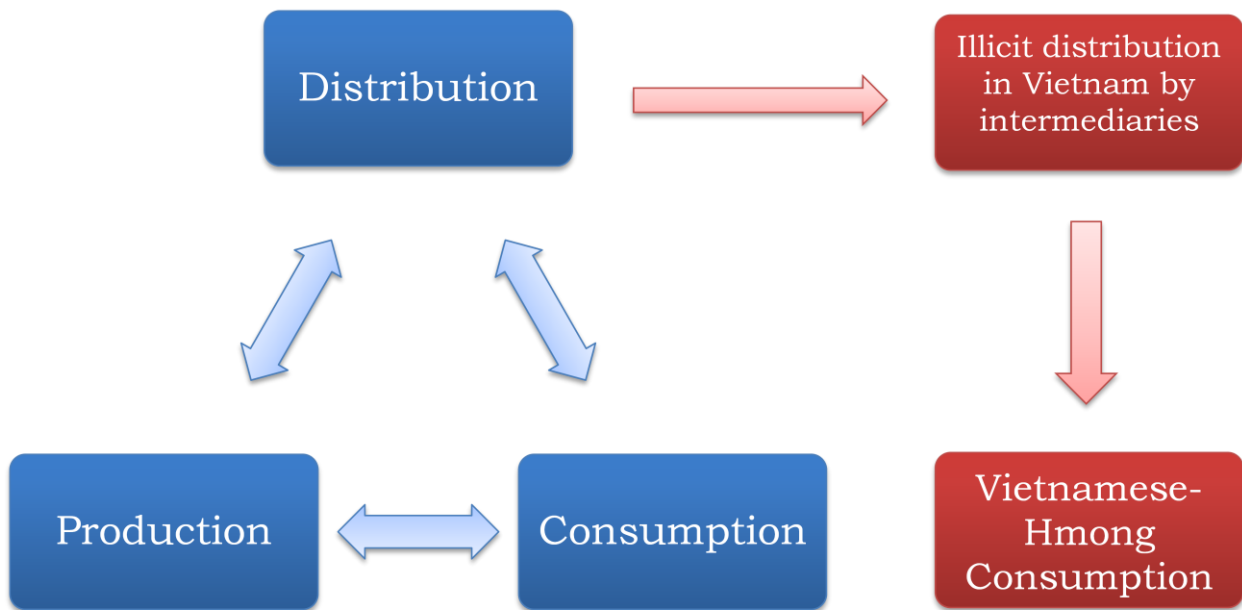 Distribution
Illicit distribution
in Vietnam by
intermediaries
Production
Consumption
Vietnamese-
Hmong
Consumption